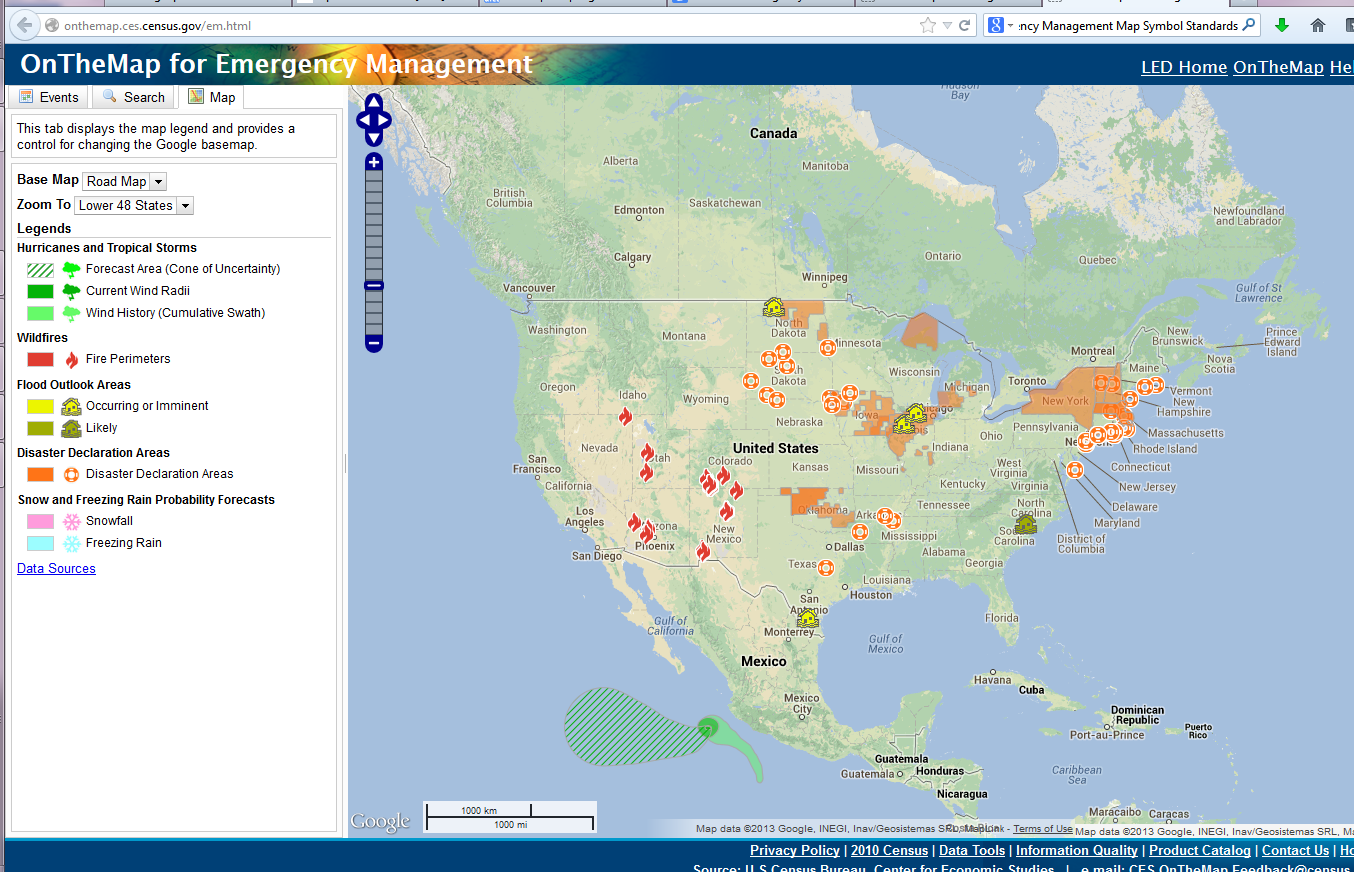 onthemap.ces.census.gov/em.html
ncy Management Map Symbol Standards
OnTheMap for Emergency Management
LED Home OnTheMap Hel
Events Search Map
This tab displays the map legend and provides a
control for changing the Google basemap.
Base Map Road Map
Zoom To Lower 48 States
Legends
Hurricanes and Tropical Storms
Forecast Area (Cone of Uncertainty)
Current Wind Radii
Wind History (Cumulative Swath)
Wildfires
Fire Perimeters
Flood Outlook Areas
Occurring or Imminent
Likely
Disaster Declaration Areas
Disaster Declaration Areas
Snow and Freezing Rain Probability Forecasts
Snowfall
Freezing Rain
Data Sources
Hudson
Bay
Canada
Alberta
Manitoba
British
Columbia
Saskatchewan
Edmonton
Newfoundland
and Labrador
Calgary
Ontario
Quebec
Winnipeg
Vancouver
Gulf of St
Lawrence
Washington
North
Dakota
Montana
Minnesota
New
Brunswick
Prince
Edward
Island
Montreal
Nova
Scotia
Maine
Wisconsin
Toronto
Michigan
Vermont
New
Hampshire
Oregon
Idaho
Wyoming
Dakota
New York
Iowa
Nebraska
Pennsylvania
Massachusetts
Rhode Island
Connecticut
New Jersey
Delaware
Maryland
District of
Columbia
Nevada
United States
Ohio
Indiana
Colorado
Kansas
Missouri
West
Virginia
Virginia
Kentucky
San
Francisco
California
Oklahoma
Tennessee
North
Carolina
Los
Angeles
Phoenix
New
Mexico
Mississippi
Carolina
San Diego
Dallas
Alabama
Georgia
Texas
Louisiana
Houston
San
Antonio
Florida
Gulf of
California
Monterrey
Gulf of
Mexico
Mexico
Havana
Cuba
Mexico
City
Dominican
Republic
Port-au-Prince
Puerto
Rico
Guatemala
Guatemala
Honduras
Caribbean
Sea
Nicaragua
Maracaibo
Caracas
Google
1000 km
1000 mi
Map data ©2013 Google, INEGI, Inav/Geosistemas SRL, MapLink - Terms of Use
Map data ©2013 Google, INEGI, Inav/Geosistemas SRL, Ma
Privacy Policy | 2010 Census | Data Tools | Information Quality | Product Catalog | Contact Us | Ho
Source: U.S.Census Bureau, Center for Economic Studies | e-mail: CES.OnTheMap.Feedback@census